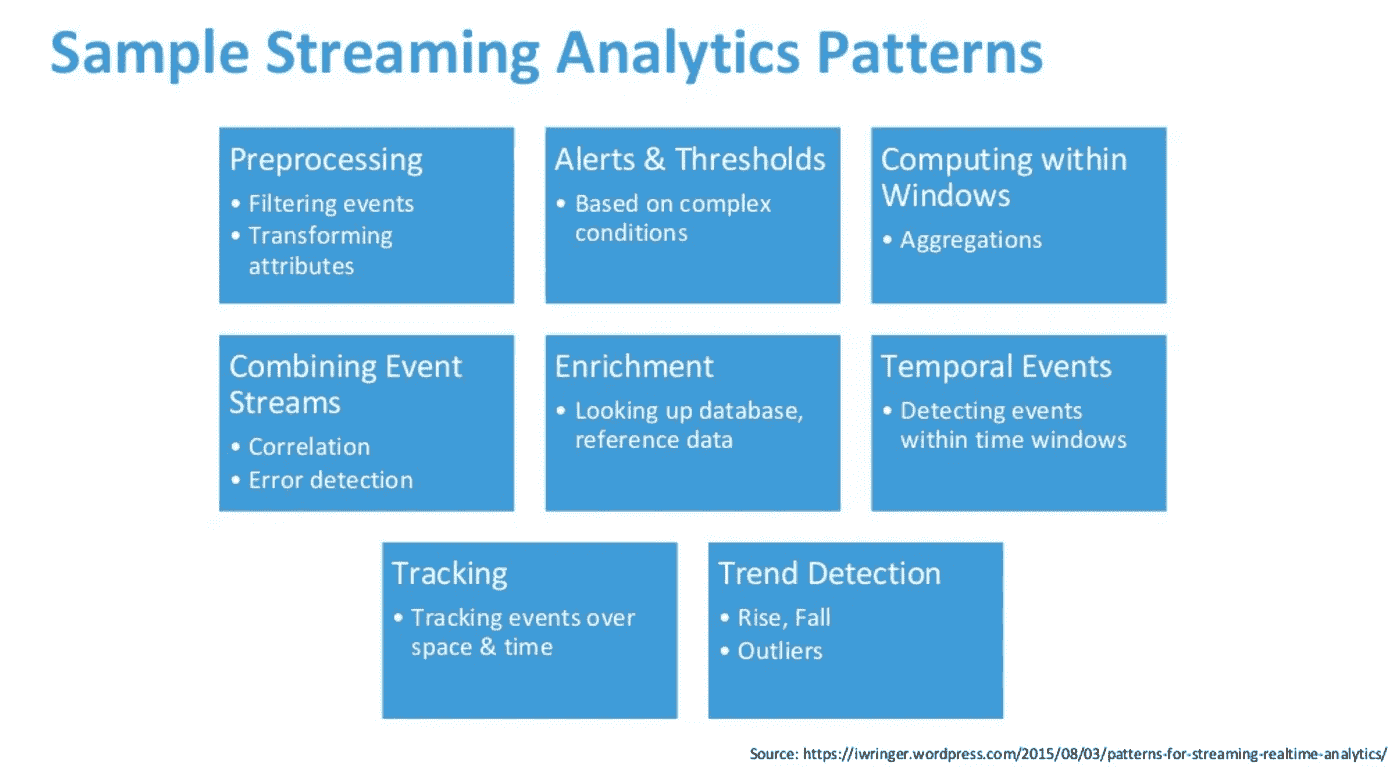 Sample Streaming Analytics Patterns
Preprocessing
• Filtering events
• Transforming
attributes
Alerts & Thresholds
• Based on complex
conditions
Computing within
Windows
• Aggregations
Combining Event
Streams
• Correlation
• Error detection
Enrichment
• Looking up database,
reference data
Temporal Events
• Detecting events
within time windows
Tracking
• Tracking events over
space & time
Trend Detection
• Rise, Fall
• Outliers
Source: https://iwringer.wordpress.com/2015/08/03/patterns-for-streaming-realtime-analytics/